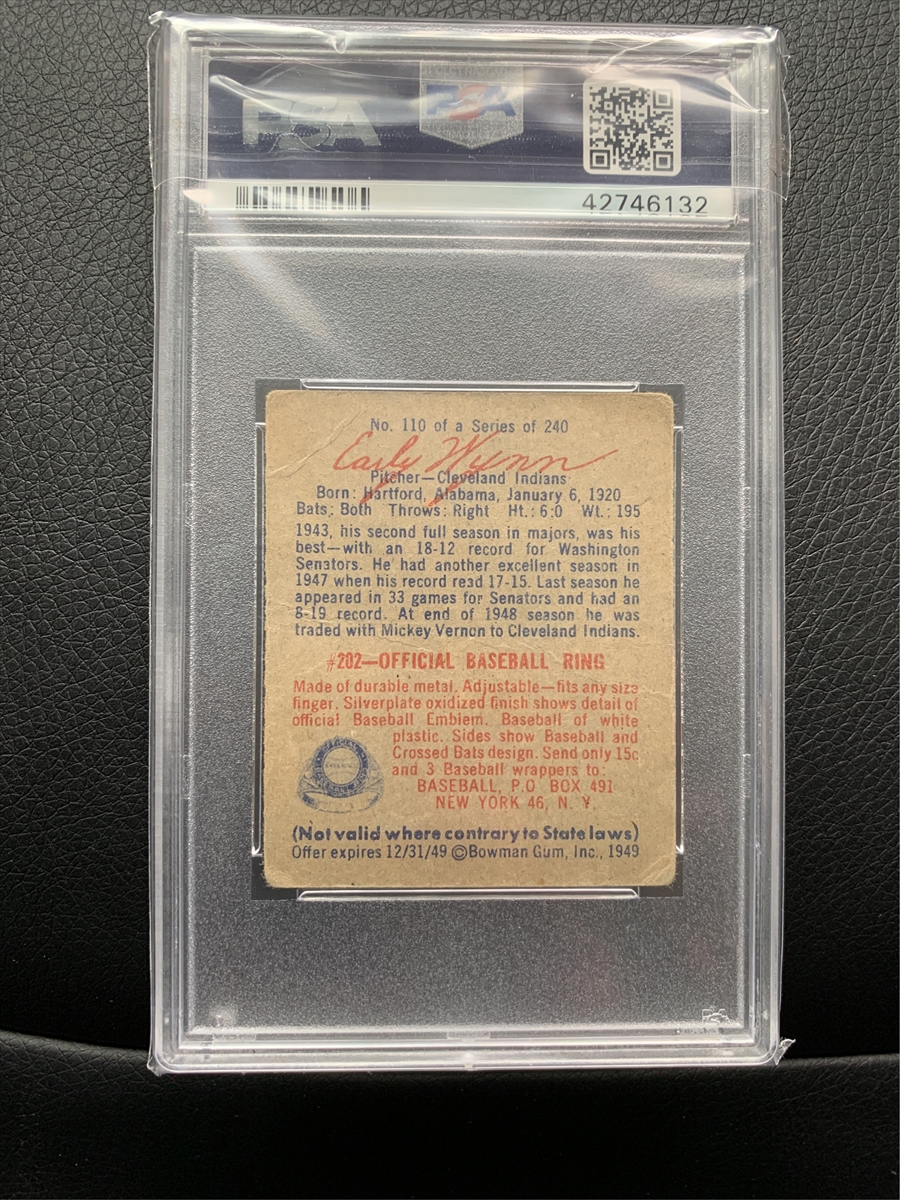 PSA
PSA
42746132
No. 110 of a Series of 240
Early Wynn
Pitcher—Cleveland Indians
Born: Hartford, Alabama, January 6, 1920
Bats: Both Throws: Right Ht.: 6:0 Wt.: 195
1943, his second full season in majors, was his
best—with an 18-12 record for Washington
Senators. He had another excellent season in
1947 when his record read 17-15. Last season he
appeared in 33 games for Senators and had an
8-19 record. At end of 1948 season he was
traded with Mickey Vernon to Cleveland Indians.
#202—OFFICIAL BASEBALL RING
Made of durable metal. Adjustable—fits any size
finger. Silverplate oxidized finish shows detail of
official Baseball Emblem. Baseball of white
plastic. Sides show Baseball and
Crossed Bats design. Send only 15c
and 3 Baseball wrappers to:
BASEBALL, P.O BOX 491
NEW YORK 46, N. Y.
(Not valid where contrary to State laws)
Offer expires 12/31/49 ©Bowman Gum, Inc., 1949
PSA